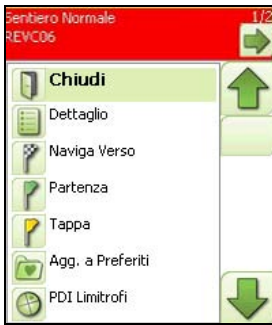 Sentiero Normale
1/2
REVC06
Chiudi
Dettaglio
Naviga Verso
Partenza
Tappa
Agg. a Preferiti
PDI Limitrofi